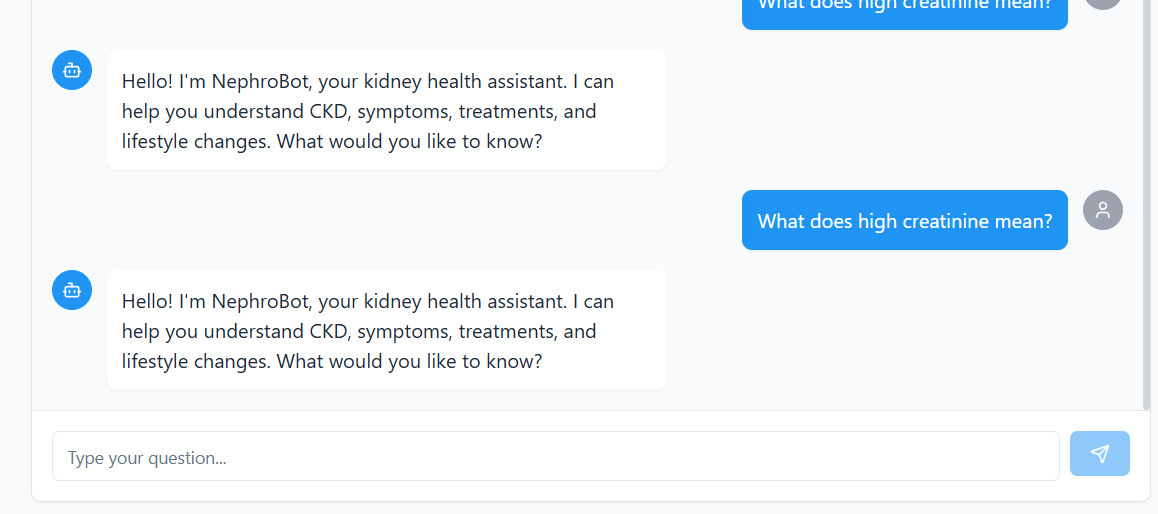 What does high creatinine mean?
Hello! I'm NephroBot, your kidney health assistant. I can
help you understand CKD, symptoms, treatments, and
lifestyle changes. What would you like to know?
What does high creatinine mean?
Hello! I'm NephroBot, your kidney health assistant. I can
help you understand CKD, symptoms, treatments, and
lifestyle changes. What would you like to know?
Type your question...